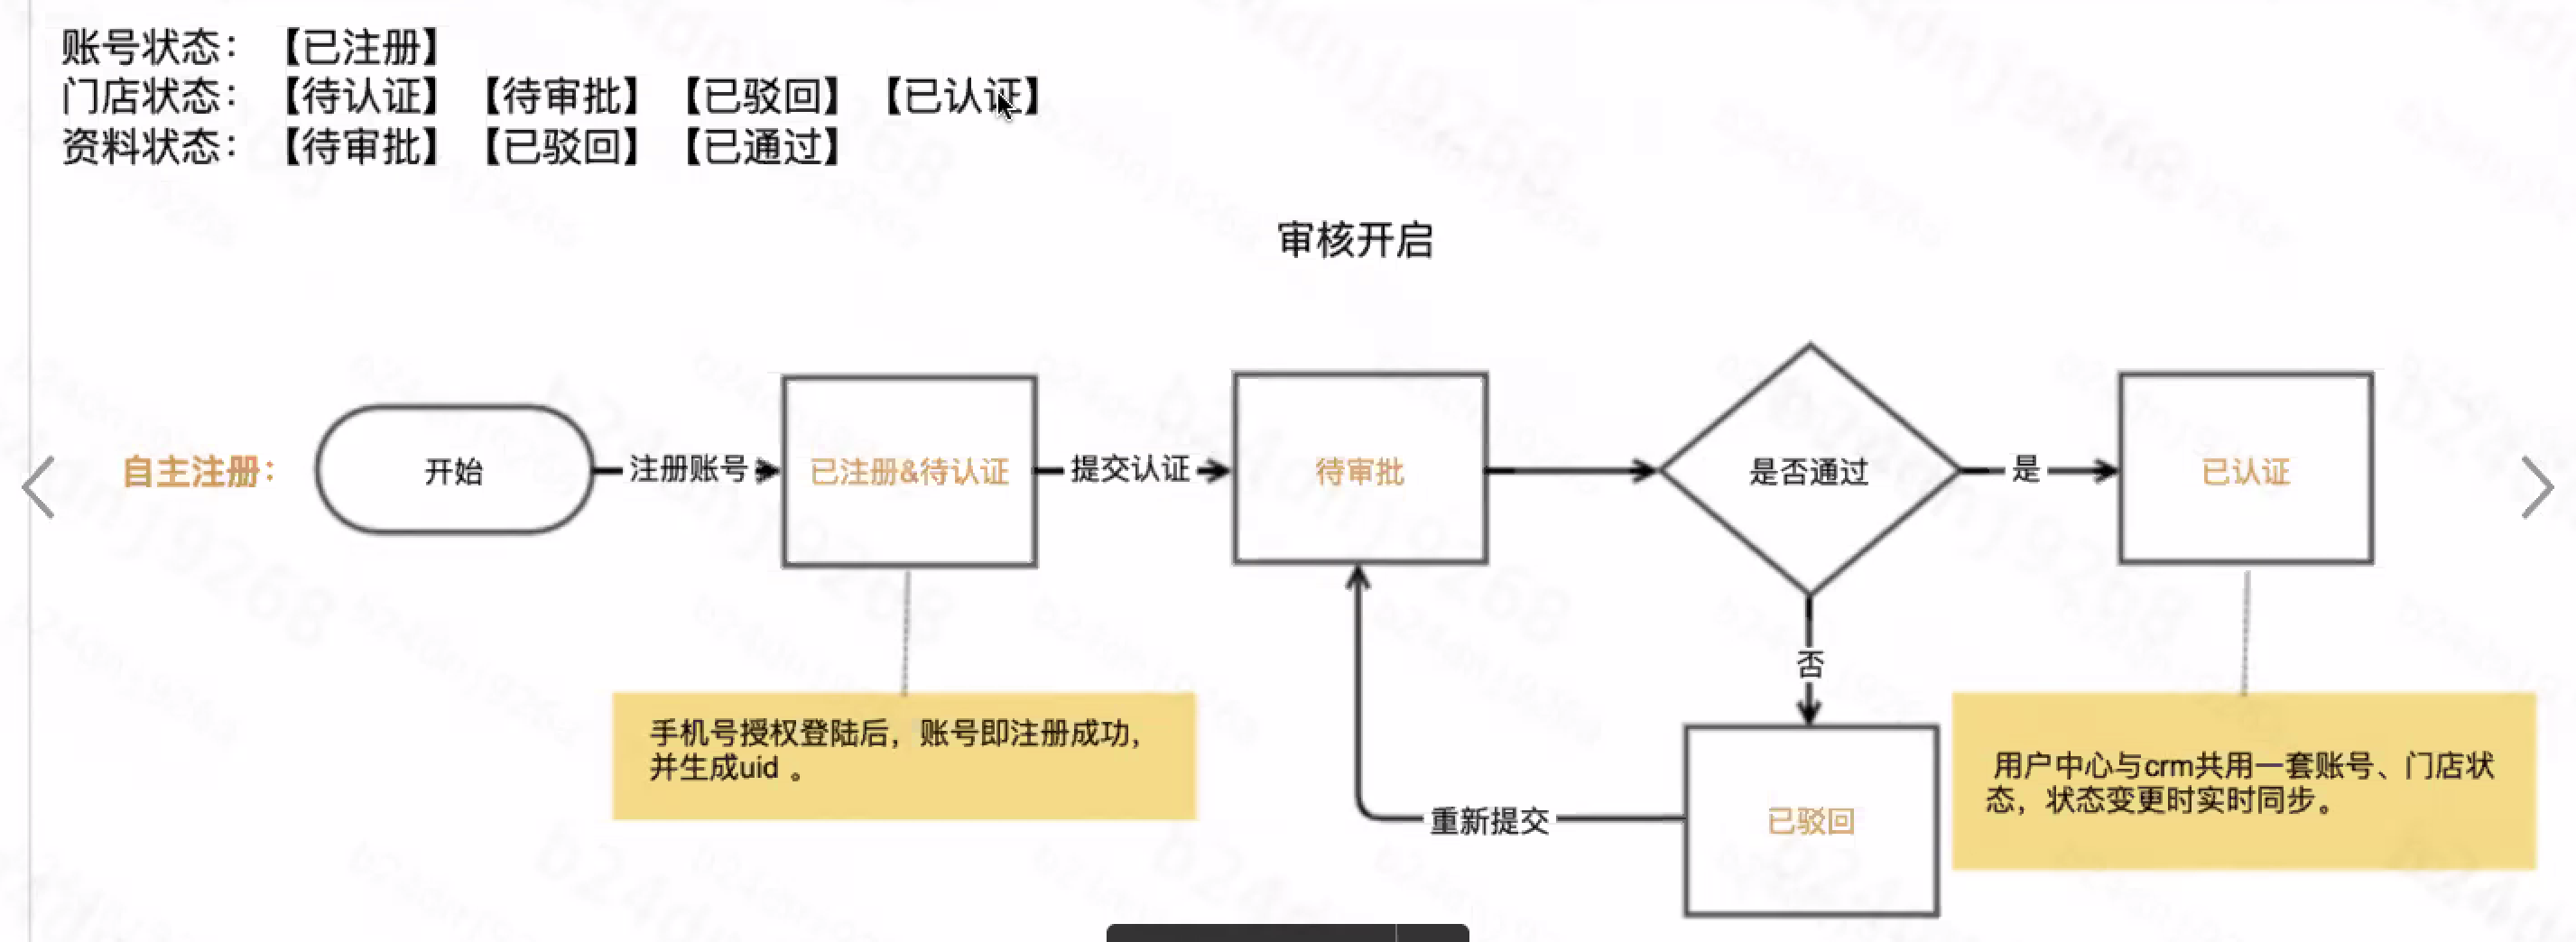 账号状态：【已注册】
门店状态：【待认证】【待审批】【已驳回】【已认证】
资料状态：【待审批】【已驳回】【已通过】
审核开启
自主注册：
开始
注册账号
已注册&待认证
提交认证
待审批
是否通过
是
已认证
否
手机号授权登陆后，账号即注册成功，
并生成uid 。
用户中心与crm共用一套账号、门店状
态，状态变更时实时同步。
重新提交
已驳回
b24dnj9268